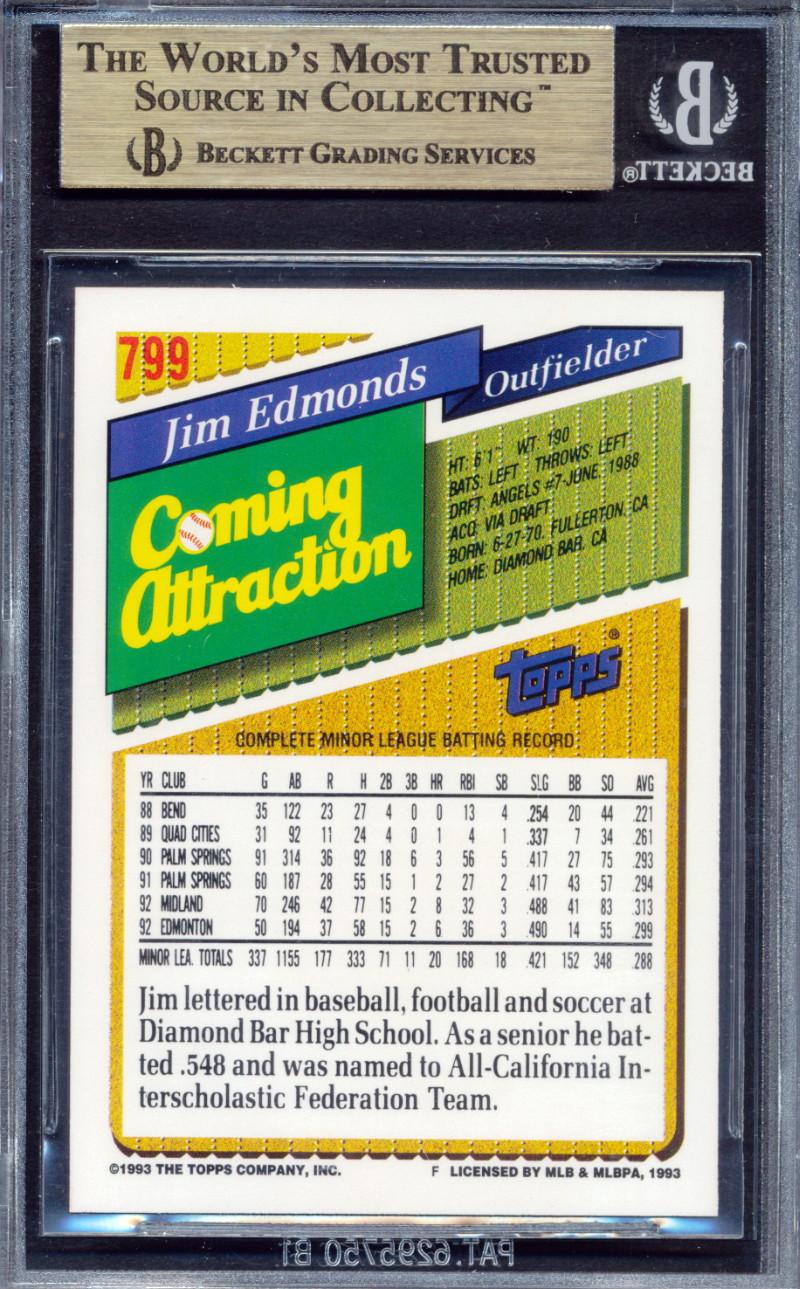 THE WORLD'S MOST TRUSTED
SOURCE IN COLLECTING™
B BECKETT GRADING SERVICES
B
BECKETT®
799
Jim Edmonds
Outfielder
Coming
Attraction
HT: 6'1" WT: 190
BATS: LEFT THROWS: LEFT
DRFT: ANGELS #7-JUNE, 1988
ACQ: VIA DRAFT
BORN: 6-27-70, FULLERTON, CA
HOME: DIAMOND BAR, CA
topps®
COMPLETE MINOR LEAGUE BATTING RECORD
YR CLUB G AB R H 2B 3B HR RBI SB SLG BB SO AVG
88 BEND 35 122 23 27 4 0 0 13 4 .254 20 44 .221
89 QUAD CITIES 31 92 11 24 4 0 1 4 1 .337 7 34 .261
90 PALM SPRINGS 91 314 36 92 18 6 3 56 5 .417 27 75 .293
91 PALM SPRINGS 60 187 28 55 15 1 2 27 2 .417 43 57 .294
92 MIDLAND 70 246 42 77 15 2 8 32 3 .488 41 83 .313
92 EDMONTON 50 194 37 58 15 2 6 36 3 .490 14 55 .299
MINOR LEA. TOTALS 337 1155 177 333 71 11 20 168 18 .421 152 348 .288
Jim lettered in baseball, football and soccer at
Diamond Bar High School. As a senior he bat-
ted .548 and was named to All-California In-
terscholastic Federation Team.
©1993 THE TOPPS COMPANY, INC.
F LICENSED BY MLB & MLBPA, 1993
PAT. 6295750 B1